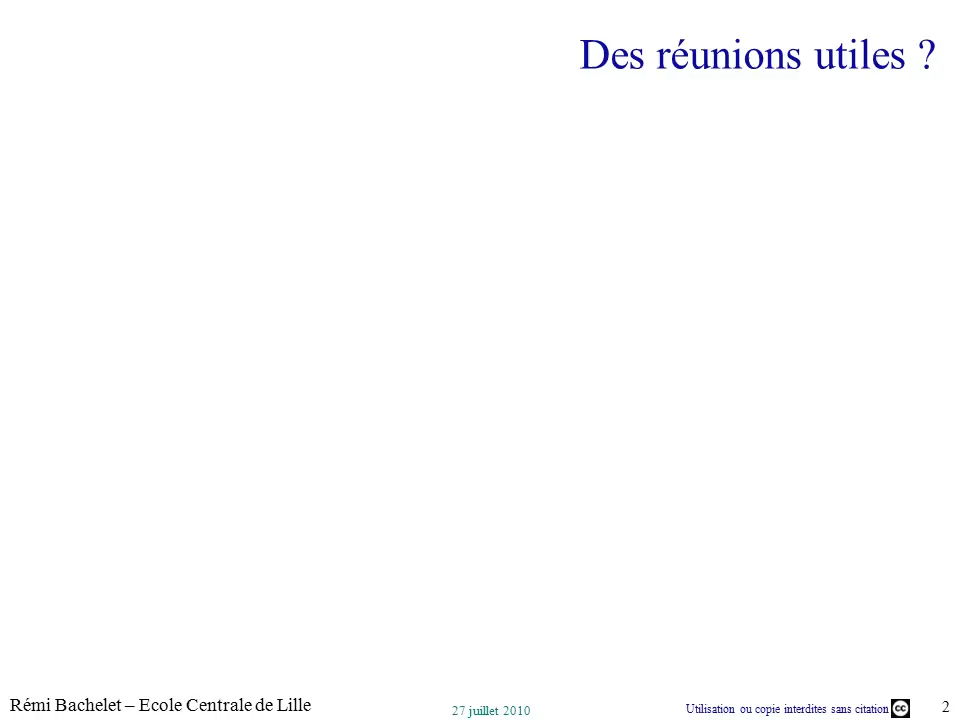 Des réunions utiles ?
Rémi Bachelet – Ecole Centrale de Lille
27 juillet 2010
Utilisation ou copie interdites sans citation
cc
2